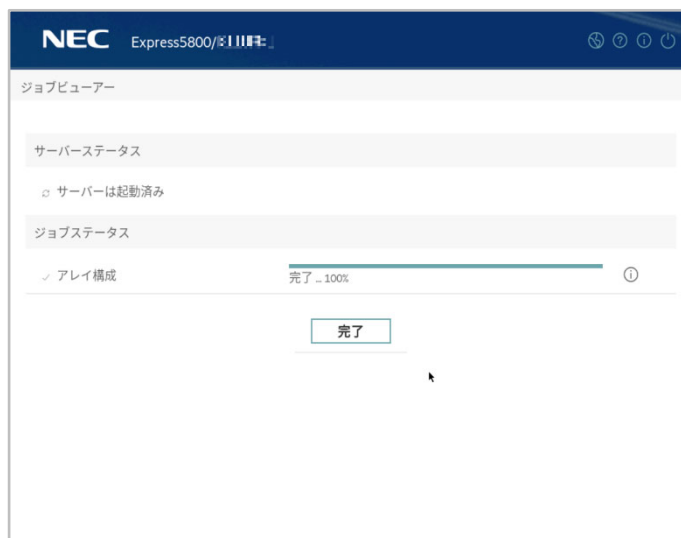 NEC Express5800/
ジョブビューアー
サーバーステータス
サーバーは起動済み
ジョブステータス
アレイ構成
完了 ... 100%
完了